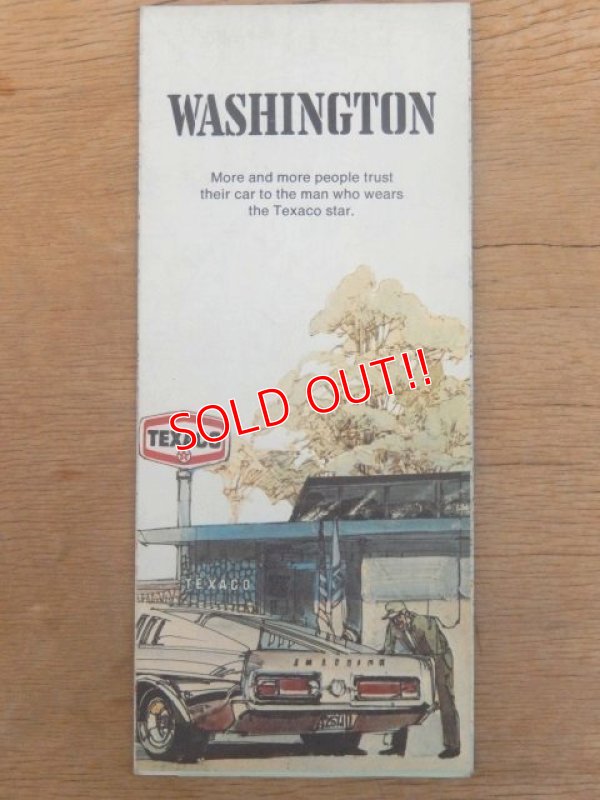 WASHINGTON
More and more people trust
their car to the man who wears
the Texaco star.
SOLD OUT!!
TEXACO
TEXACO